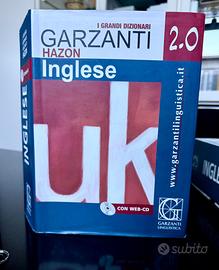 I GRANDI DIZIONARI
GARZANTI
HAZON
Inglese
2.0
www.garzantilinguistica.it
uk
CON WEB-CD
GARZANTI
LINGUISTICA
INGLESE
subito